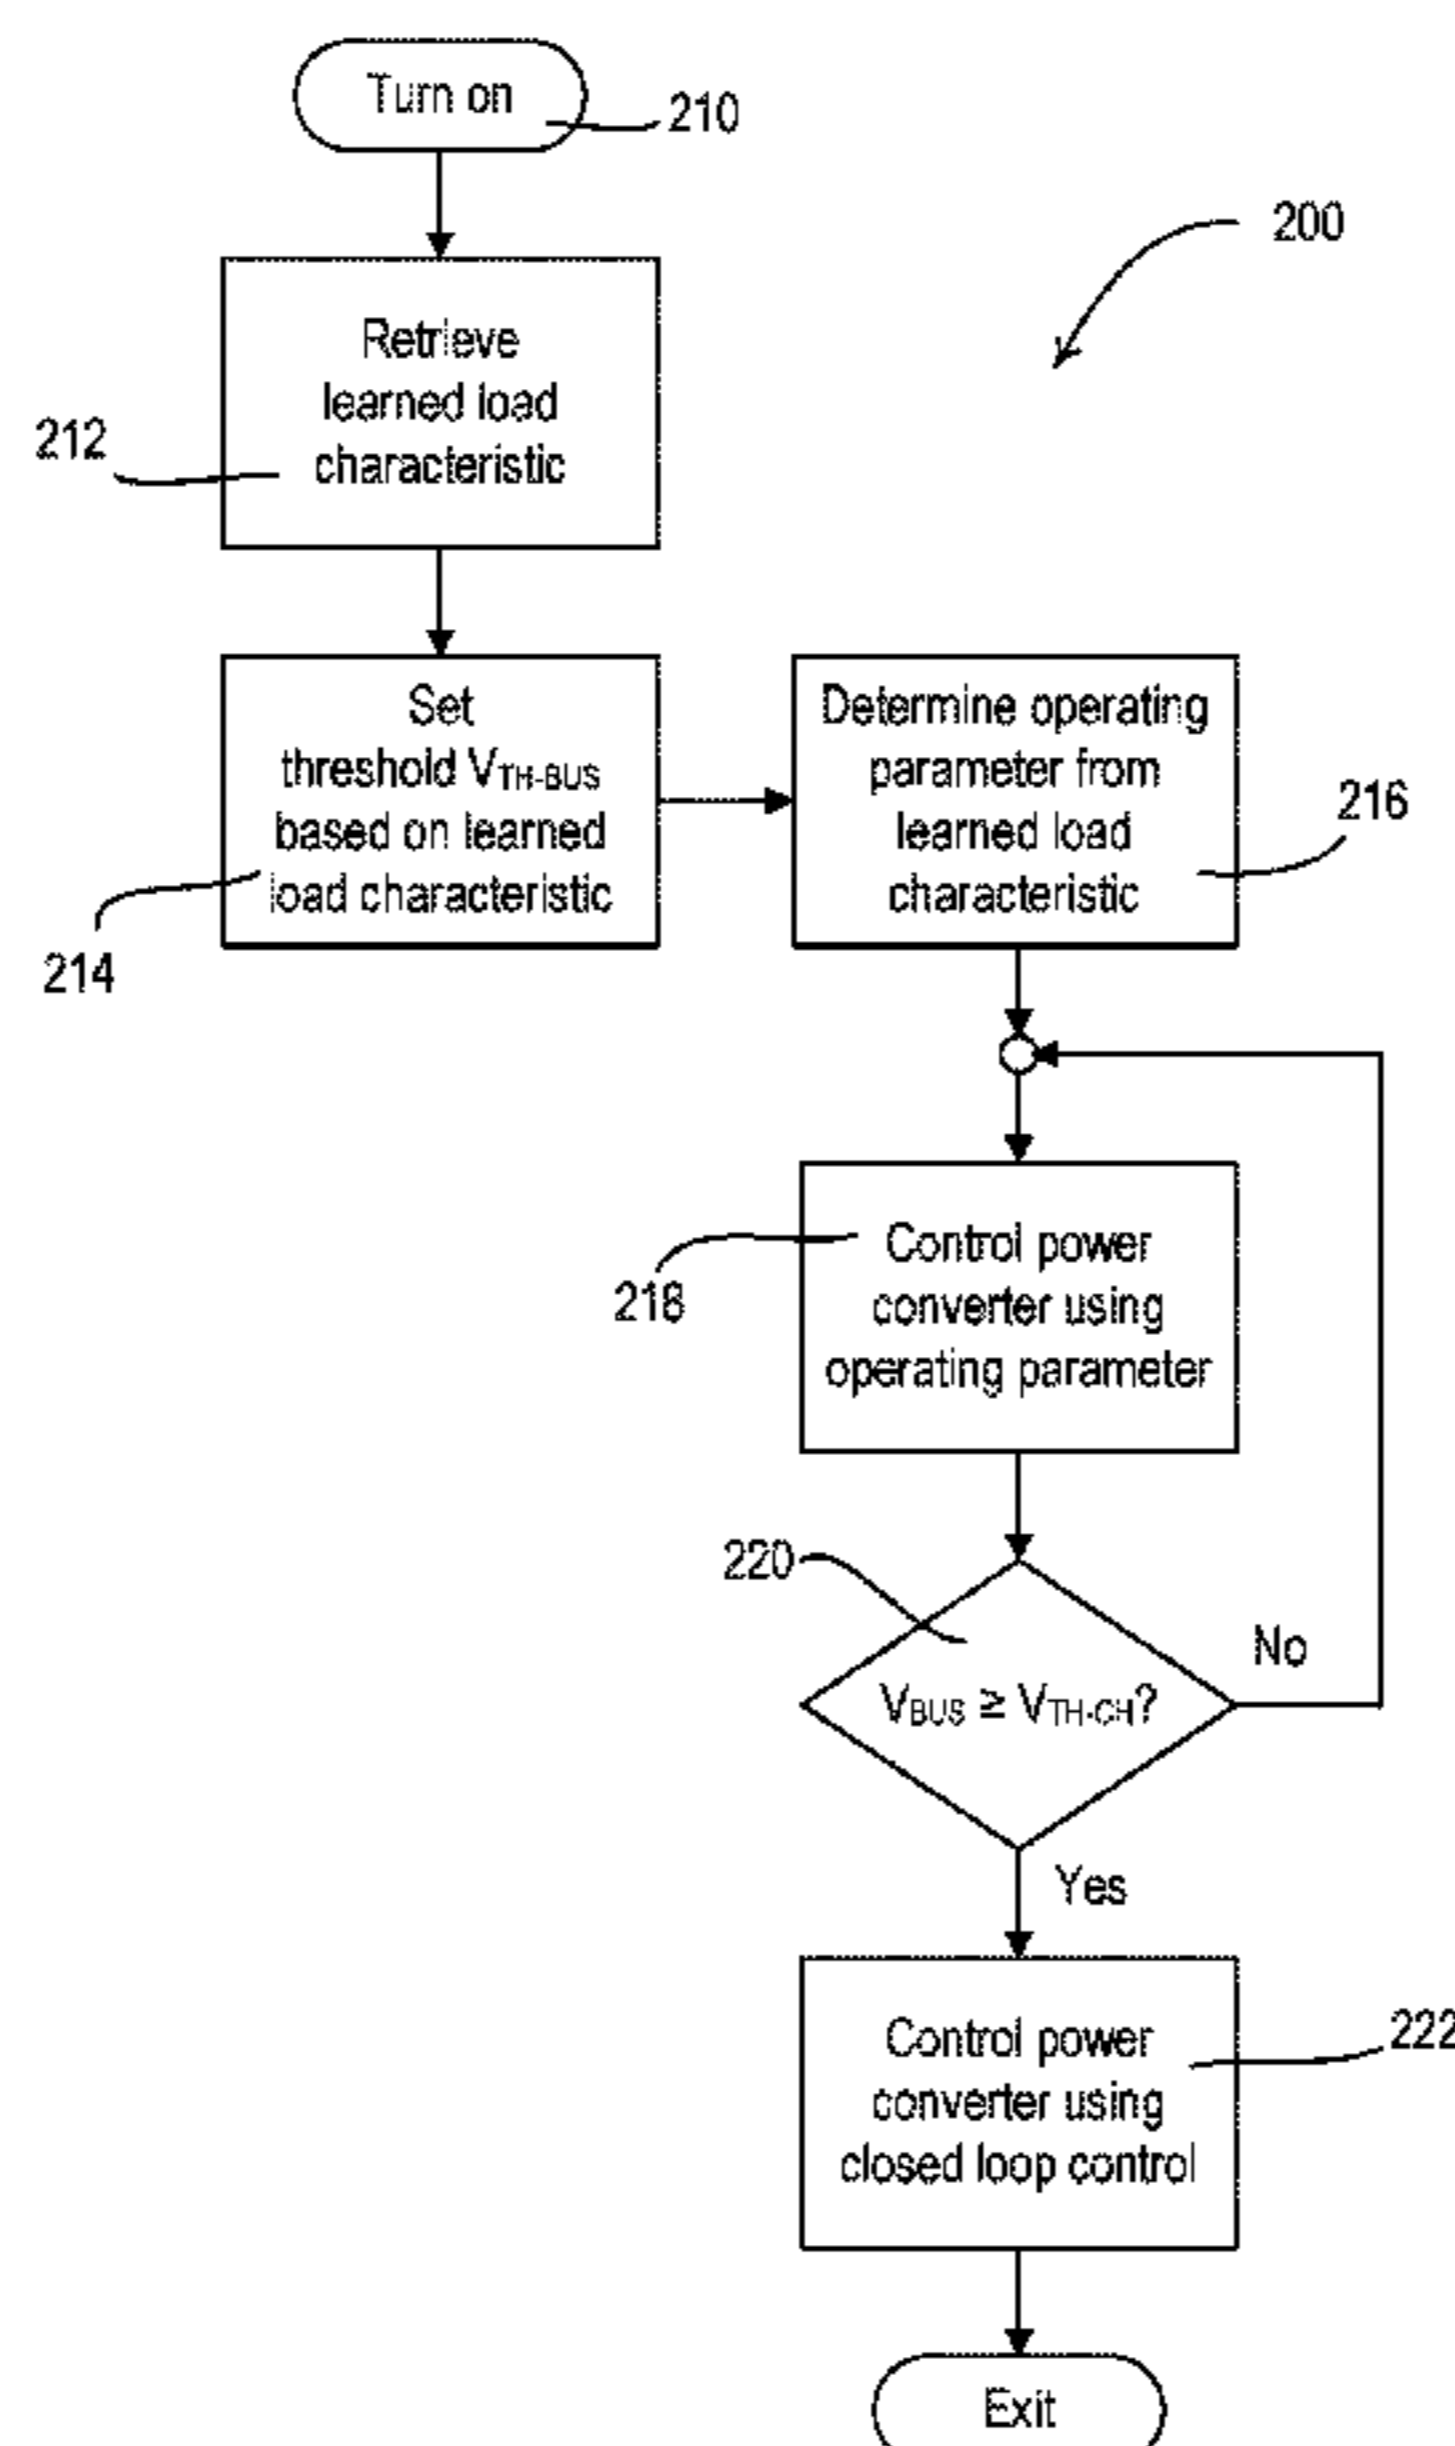 Turn on
210
200
Retrieve
learned load
characteristic
212
Set
threshold VTH-BUS
based on learned
load characteristic
214
Determine operating
parameter from
learned load
characteristic
216
Control power
converter using
operating parameter
218
220
VBUS ≥ VTH-CH?
No
Yes
Control power
converter using
closed loop control
222
Exit